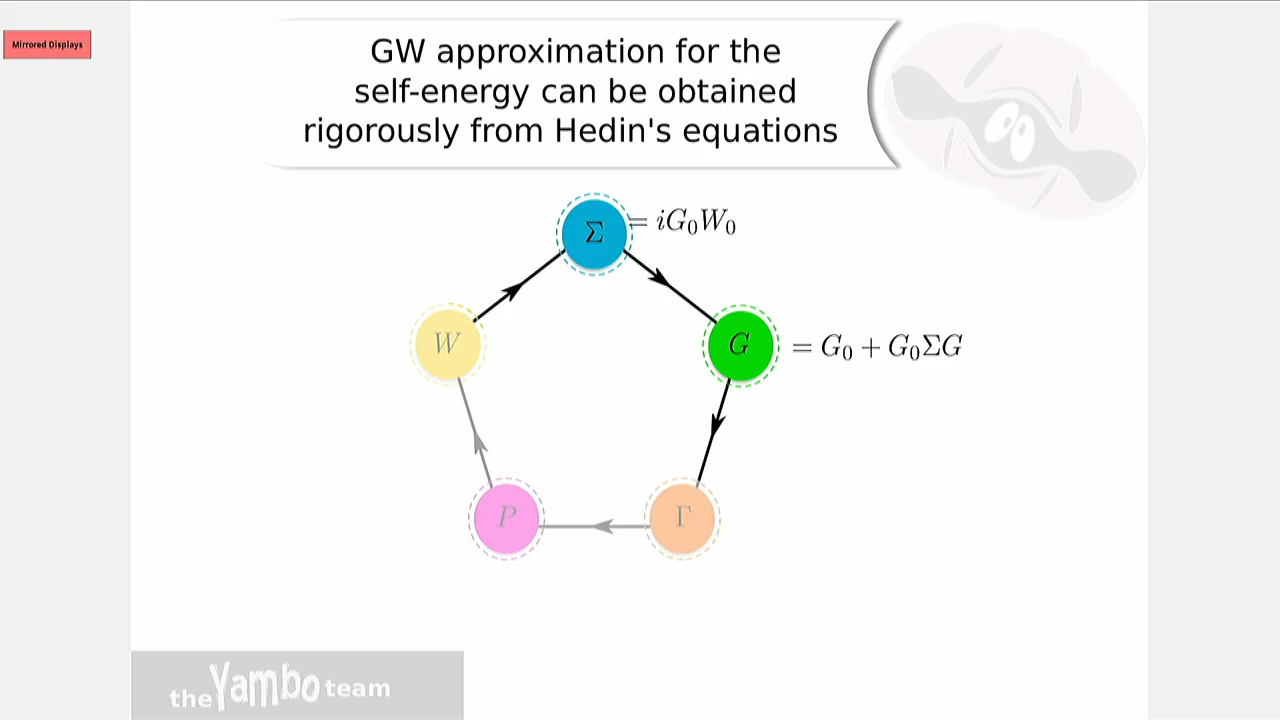 Mirrored Displays
GW approximation for the
self-energy can be obtained
rigorously from Hedin's equations
Σ = iG₀W₀
W
G = G₀ + G₀ΣG
P
Γ
the Yambo team